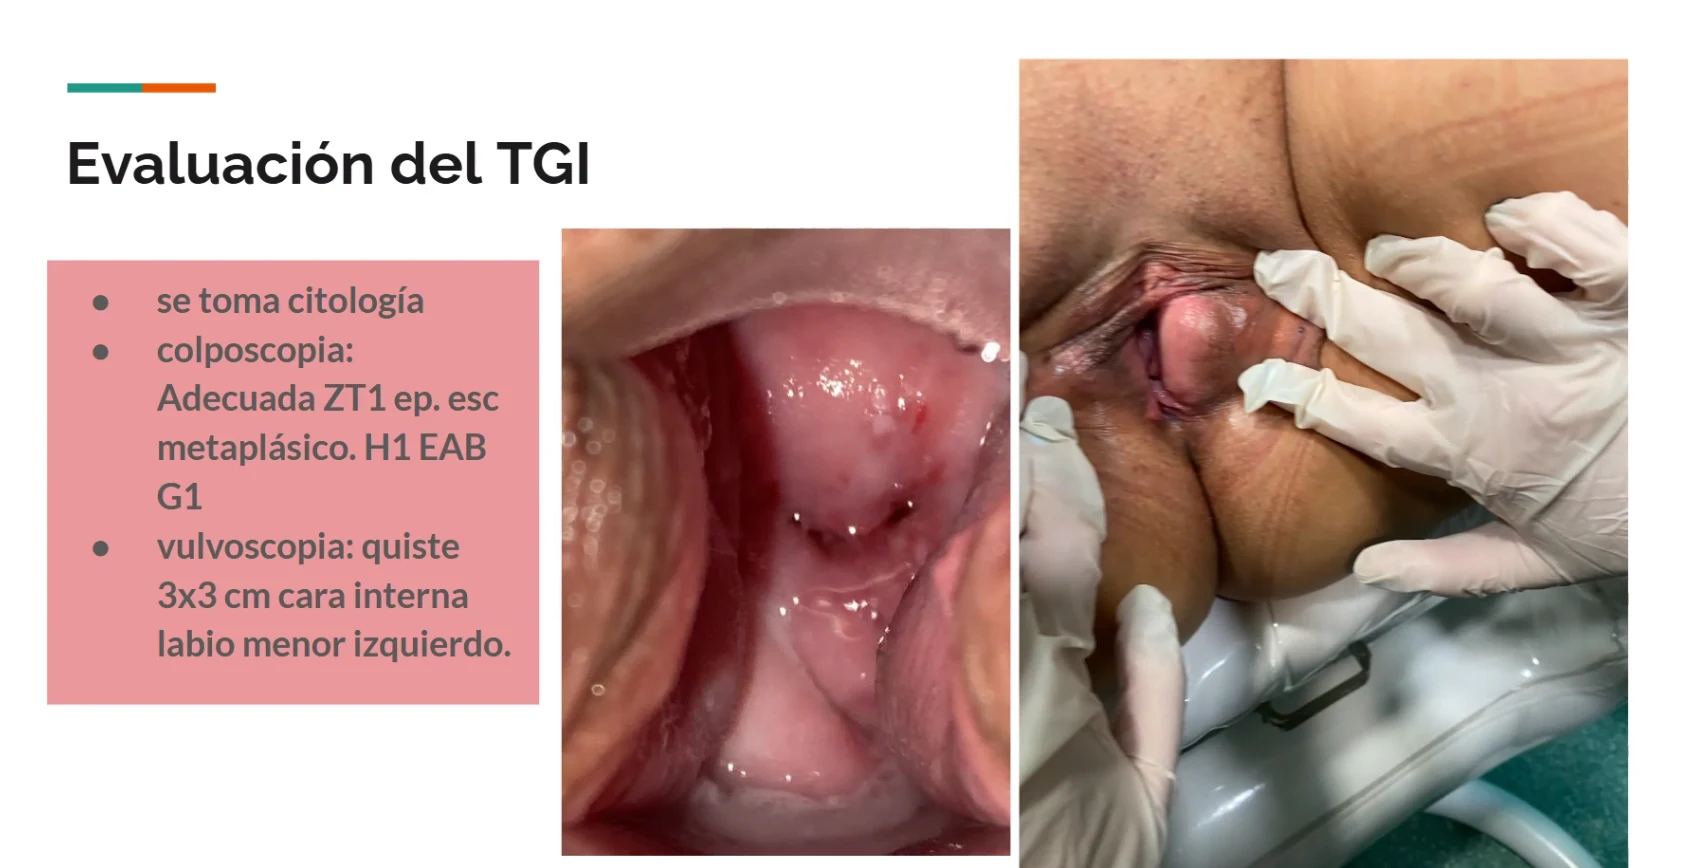 Evaluación del TGI
● se toma citología
● colposcopia:
Adecuada ZT1 ep. esc
metaplásico. H1 EAB
G1
● vulvoscopia: quiste
3x3 cm cara interna
labio menor izquierdo.